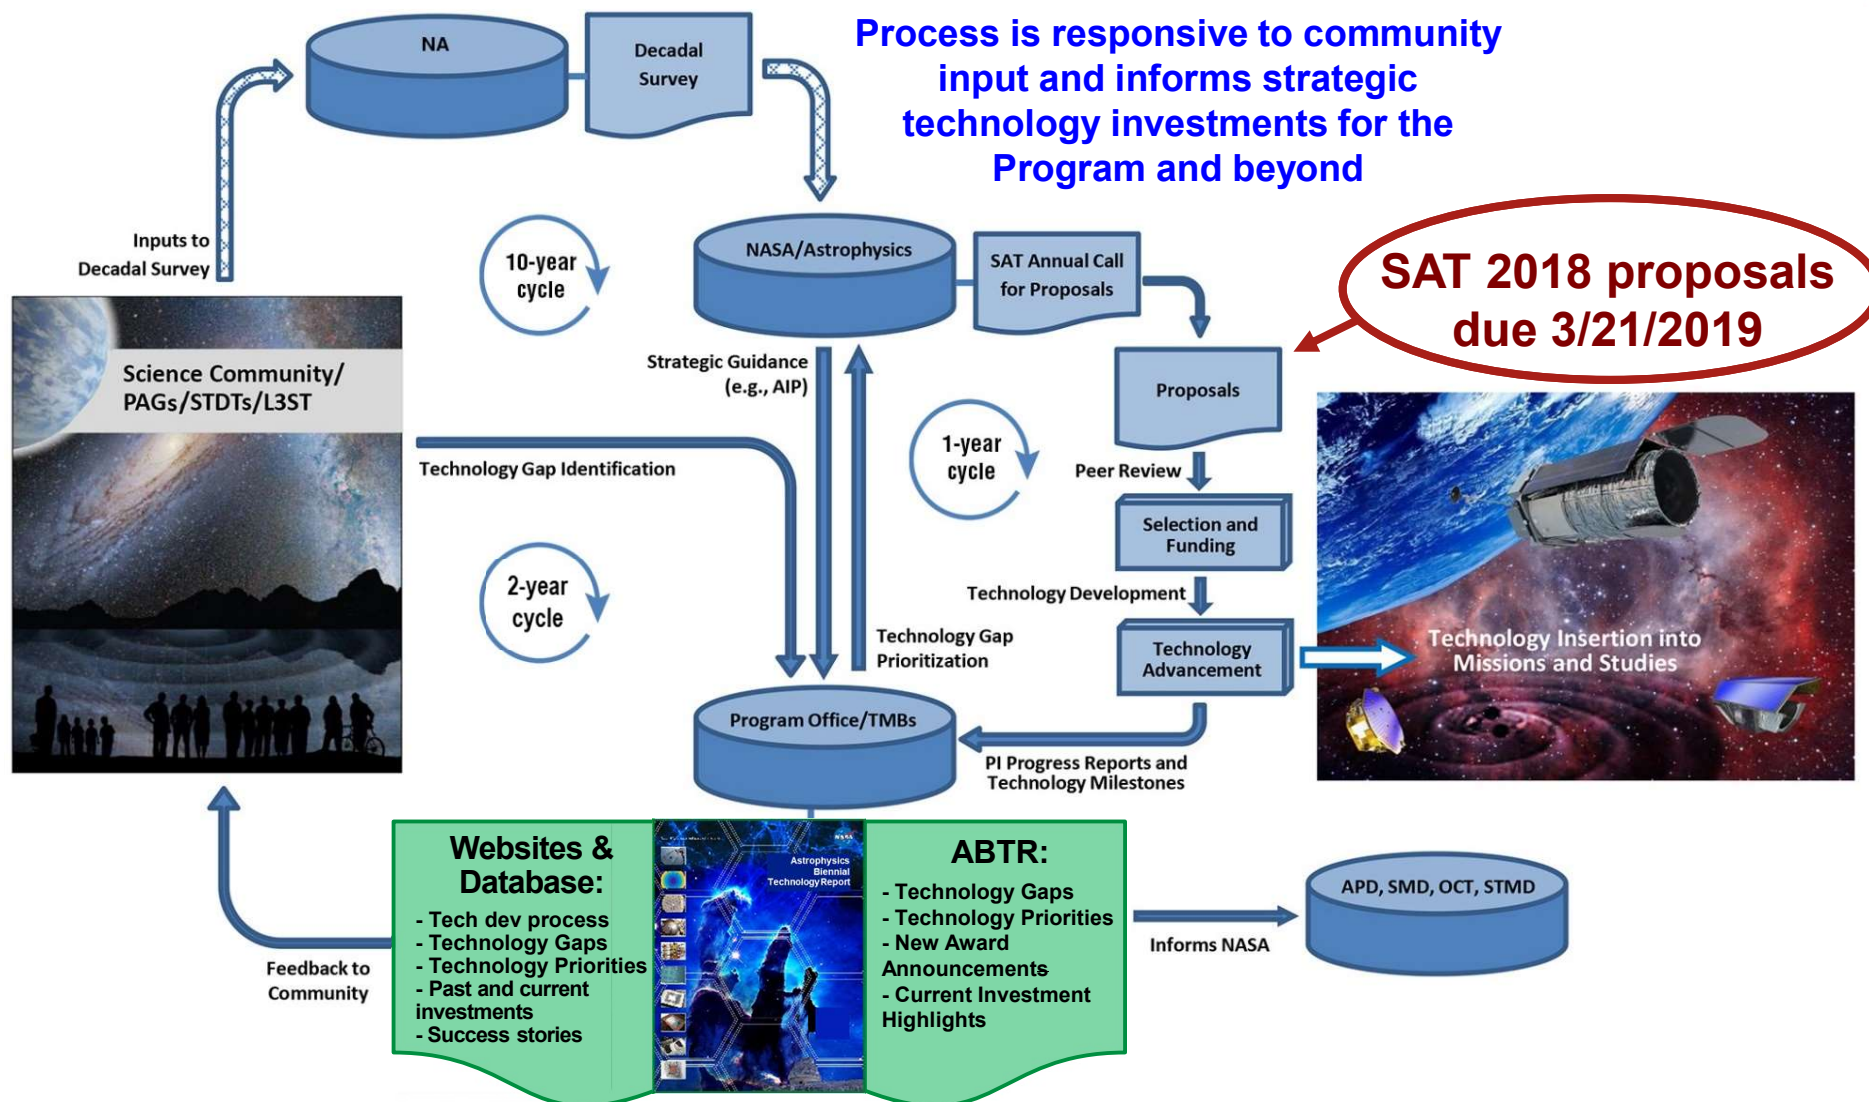 NA
Decadal
Survey
Process is responsive to community
input and informs strategic
technology investments for the
Program and beyond
Inputs to
Decadal Survey
10-year
cycle
NASA/Astrophysics
SAT Annual Call
for Proposals
SAT 2018 proposals
due 3/21/2019
Science Community/
PAGs/STDTs/L3ST
Strategic Guidance
(e.g., AIP)
Proposals
1-year
cycle
Technology Gap Identification
Peer Review
Selection and
Funding
2-year
cycle
Technology Development
Technology Gap
Prioritization
Technology
Advancement
Technology Insertion into
Missions and Studies
Program Office/TMBs
PI Progress Reports and
Technology Milestones
Websites &
Database:
- Tech dev process
- Technology Gaps
- Technology Priorities
- Past and current
investments
- Success stories
NASA
Astrophysics
Biennial
Technology Report
ABTR:
- Technology Gaps
- Technology Priorities
- New Award
Announcements
- Current Investment
Highlights
APD, SMD, OCT, STMD
Informs NASA
Feedback to
Community